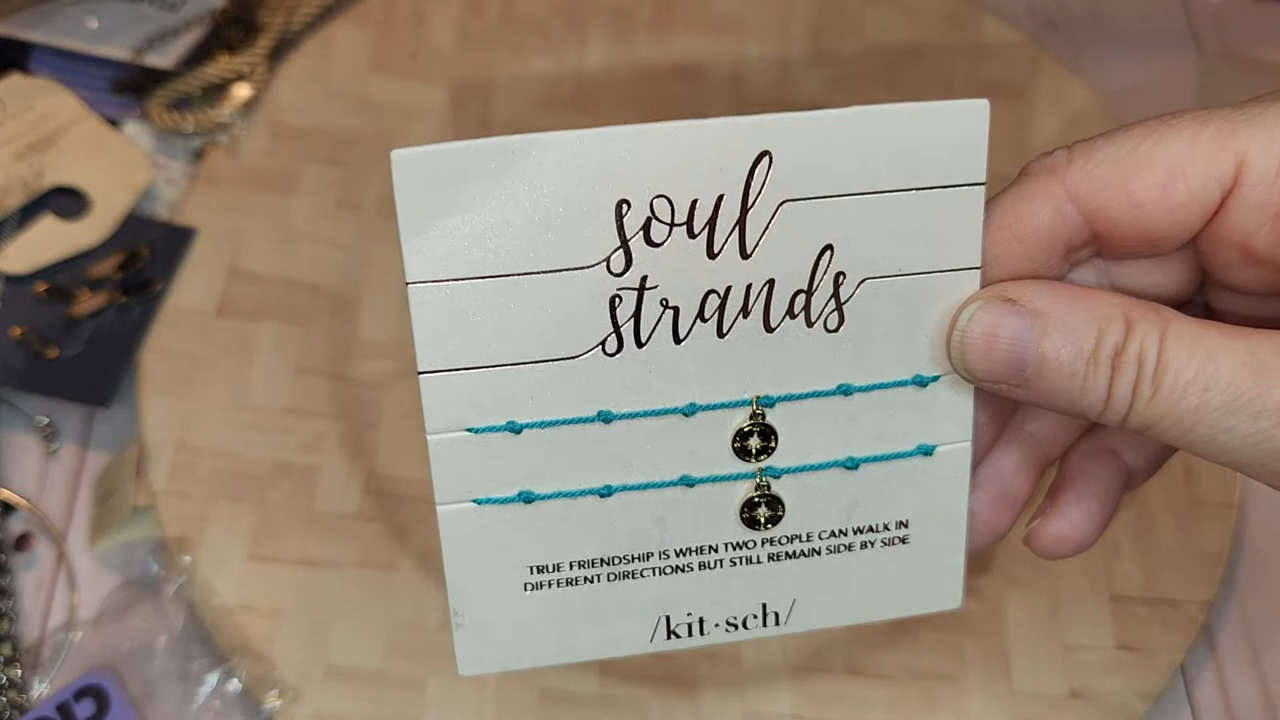 soul
strands
TRUE FRIENDSHIP IS WHEN TWO PEOPLE CAN WALK IN
DIFFERENT DIRECTIONS BUT STILL REMAIN SIDE BY SIDE
/kit·sch/